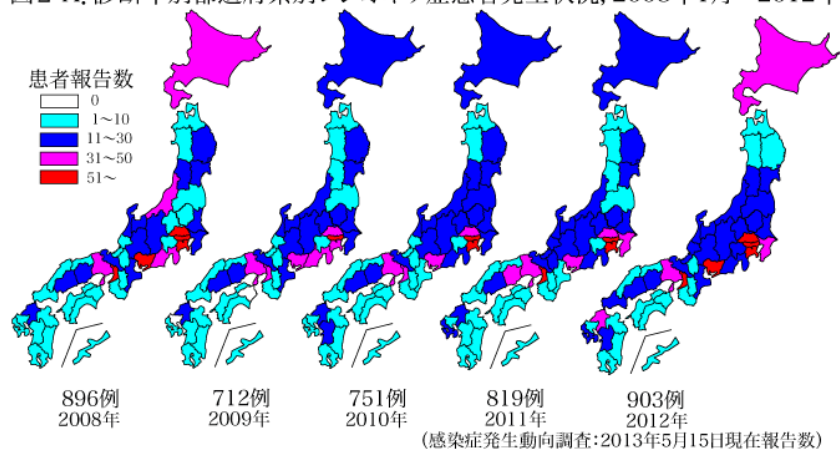 患者報告数
0
1～10
11～30
31～50
51～
896例
2008年
712例
2009年
751例
2010年
819例
2011年
903例
2012年
(感染症発生動向調査：2013年5月15日現在報告数)